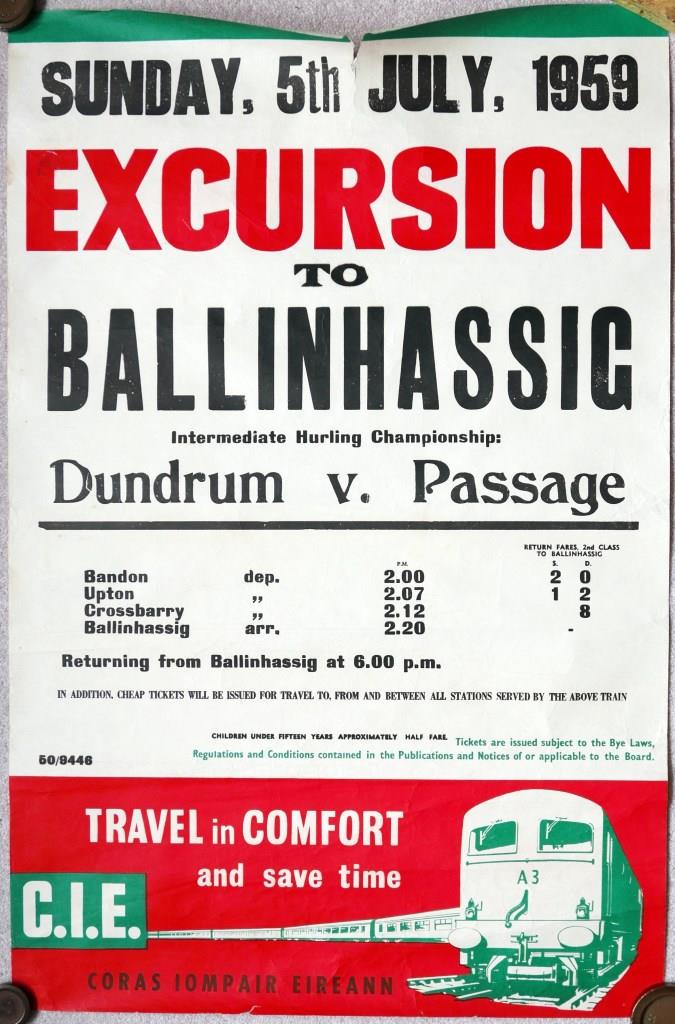 SUNDAY, 5th JULY, 1959
EXCURSION
TO
BALLINHASSIG
Intermediate Hurling Championship:
Dundrum v. Passage
RETURN FARES, 2nd CLASS
TO BALLINHASSIG
P.M. S. D.
Bandon dep. 2.00 2 0
Upton ,, 2.07 1 2
Crossbarry ,, 2.12 8
Ballinhassig arr. 2.20 -
Returning from Ballinhassig at 6.00 p.m.
IN ADDITION, CHEAP TICKETS WILL BE ISSUED FOR TRAVEL TO, FROM AND BETWEEN ALL STATIONS SERVED BY THE ABOVE TRAIN
CHILDREN UNDER FIFTEEN YEARS APPROXIMATELY HALF FARE. Tickets are issued subject to the Bye Laws,
Regulations and Conditions contained in the Publications and Notices of or applicable to the Board.
50/9446
TRAVEL in COMFORT
and save time
A3
C.I.E.
CORAS IOMPAIR EIREANN